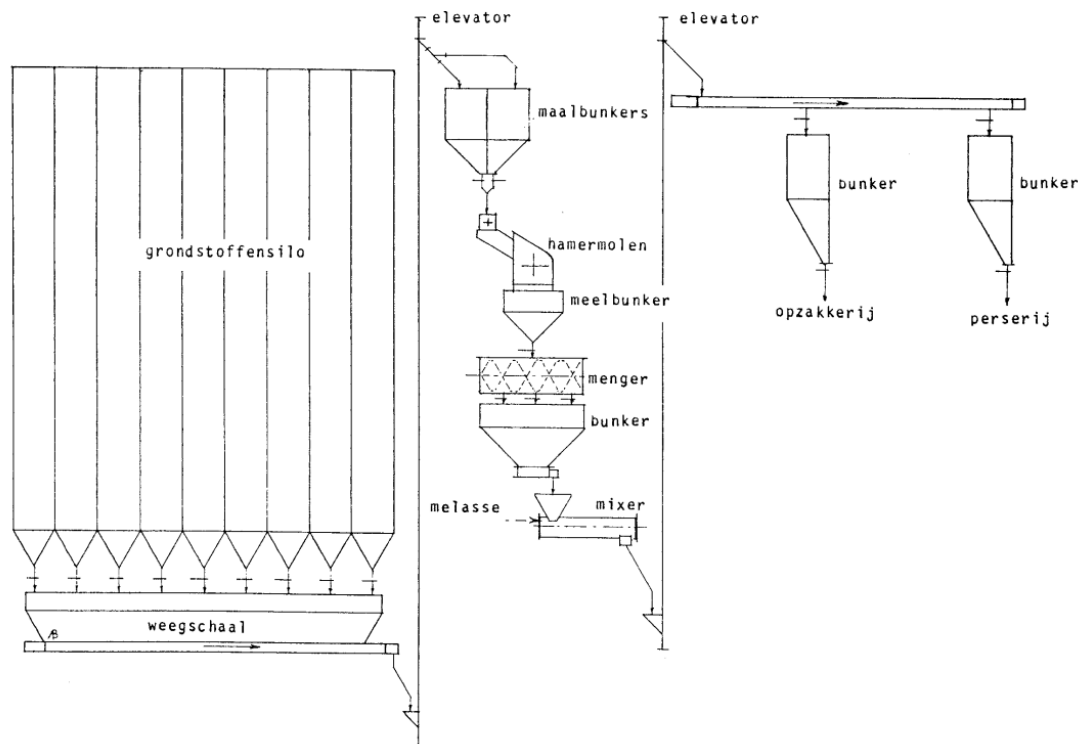 elevator
maalbunkers
grondstoffensilo
hamermolen
meelbunker
menger
bunker
melasse
mixer
weegschaal
elevator
bunker
bunker
opzakkerij
perserij